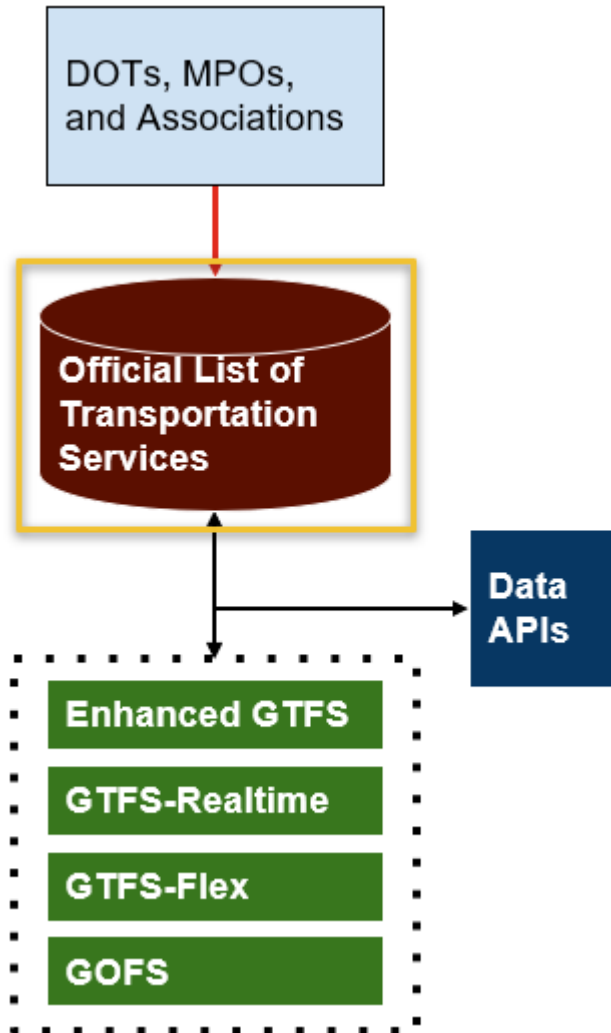 DOTs, MPOs,
and Associations
Official List of
Transportation
Services
Data
APIs
Enhanced GTFS
GTFS-Realtime
GTFS-Flex
GOFS